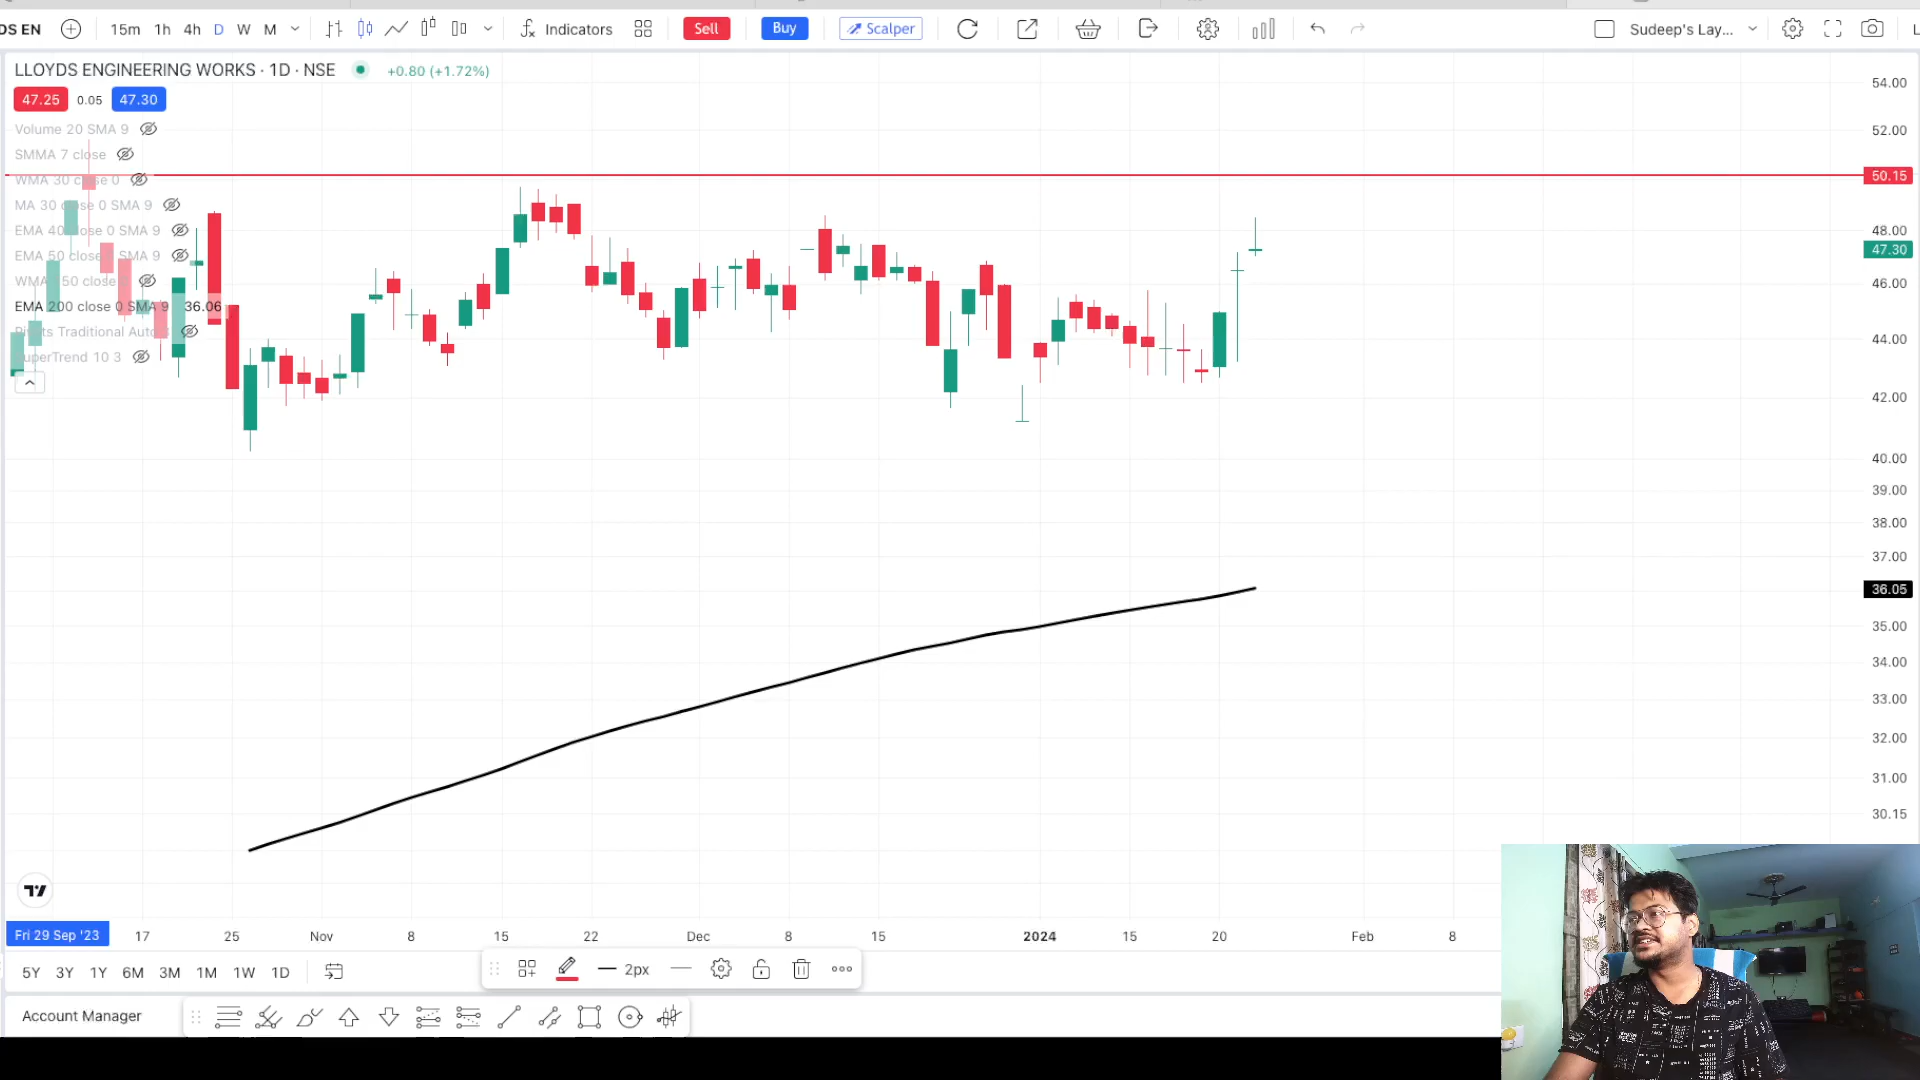 DS EN
15m 1h 4h D W M Indicators Sell Buy Scalper Sudeep's Lay...
LLOYDS ENGINEERING WORKS · 1D · NSE +0.80 (+1.72%)
47.25 0.05 47.30
Volume 20 SMA 9
SMMA 7 close
WMA 30 close 0
MA 30 close 0 SMA 9
EMA 40 close 0 SMA 9
EMA 50 close 0 SMA 9
close
EMA 200 close 0 SMA 9 36.06
Pivots Traditional Auto
SuperTrend 10 3
54.00
52.00
50.15
48.00
47.30
46.00
44.00
42.00
40.00
39.00
38.00
37.00
36.05
35.00
34.00
33.00
32.00
31.00
30.15
Fri 29 Sep '23 17 25 Nov 8 15 22 Dec 8 15 2024 15 20 Feb 8
5Y 3Y 1Y 6M 3M 1M 1W 1D
2px
Account Manager